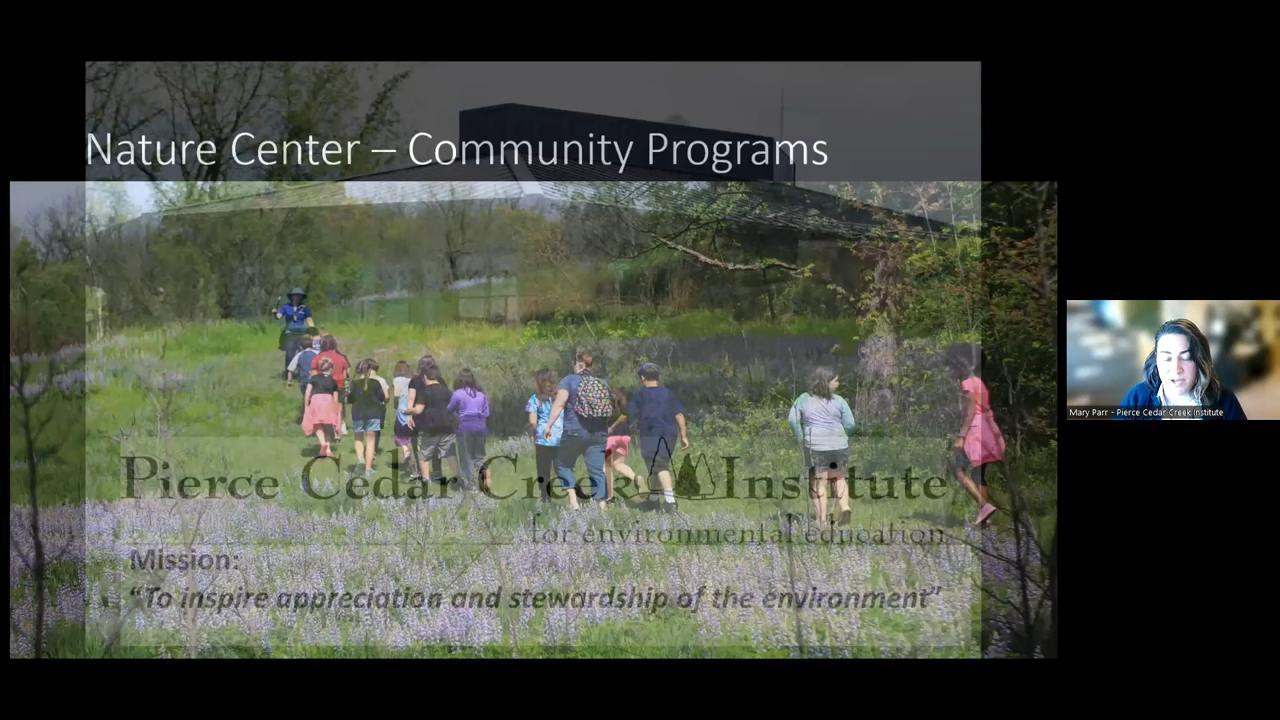 Nature Center – Community Programs
Pierce Cedar Creek Institute
for environmental education
Mission:
“To inspire appreciation and stewardship of the environment”
Mary Parr - Pierce Cedar Creek Institute